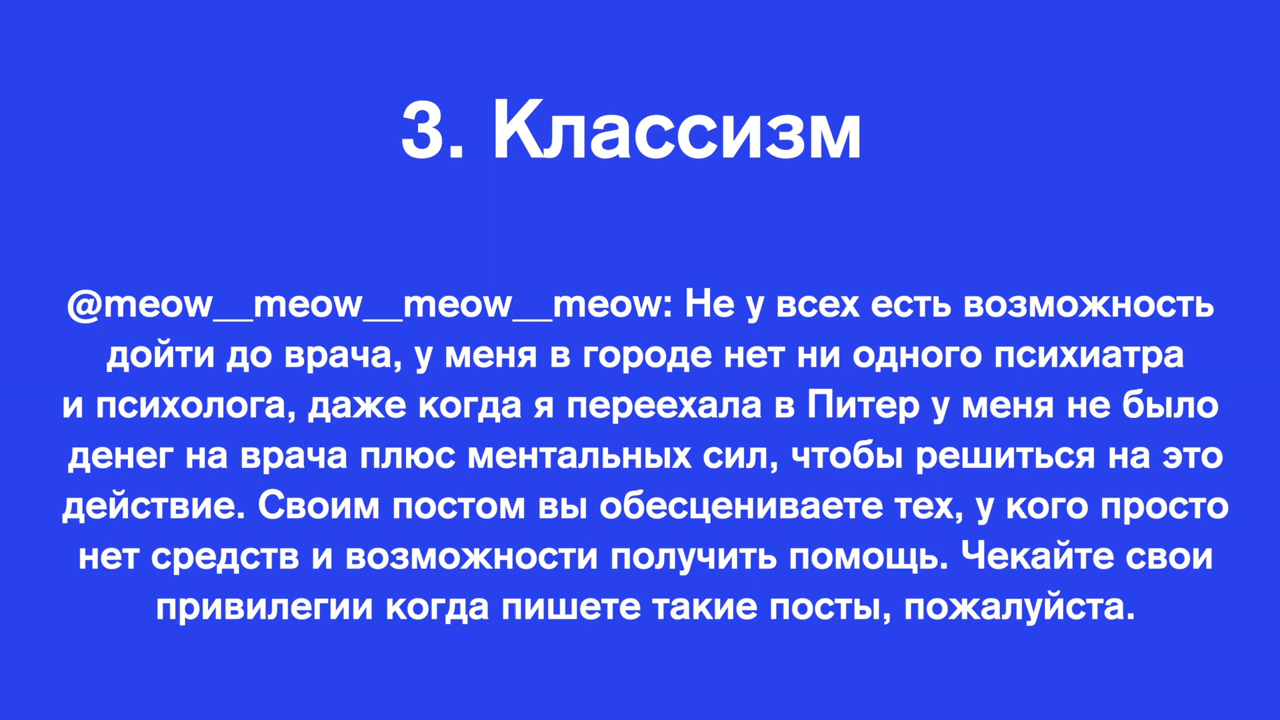 3. Классизм
@meow__meow__meow__meow: Не у всех есть возможность
дойти до врача, у меня в городе нет ни одного психиатра
и психолога, даже когда я переехала в Питер у меня не было
денег на врача плюс ментальных сил, чтобы решиться на это
действие. Своим постом вы обесцениваете тех, у кого просто
нет средств и возможности получить помощь. Чекайте свои
привилегии когда пишете такие посты, пожалуйста.